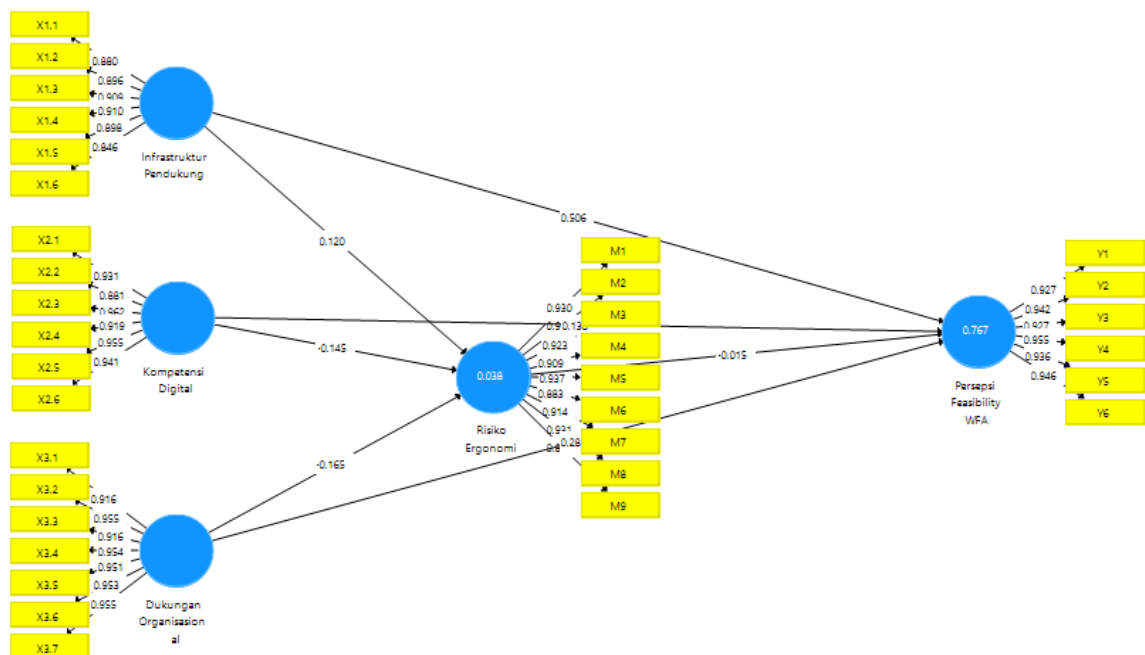 X1.1
X1.2
X1.3
X1.4
X1.5
X1.6
0.880
0.896
0.909
0.910
0.898
0.846
Infrastruktur
Pendukung
0.506
0.120
X2.1
X2.2
X2.3
X2.4
X2.5
X2.6
0.931
0.881
0.919
0.955
0.941
Kompetensi
Digital
-0.145
-0.165
X3.1
X3.2
X3.3
X3.4
X3.5
X3.6
X3.7
0.916
0.955
0.916
0.954
0.951
0.953
0.955
Dukungan
Organisasion
al
0.038
Risiko
Ergonomi
0.930
0.923
0.909
0.937
0.883
0.914
M1
M2
M3
M4
M5
M6
M7
M8
M9
-0.015
0.767
Persepsi
Feasibility
WFA
0.927
0.942
0.927
0.955
0.936
0.946
Y1
Y2
Y3
Y4
Y5
Y6